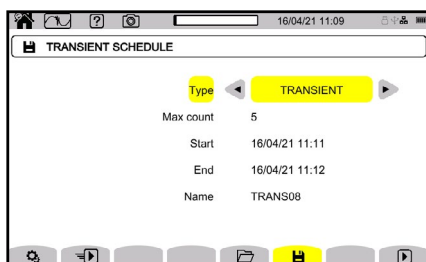 16/04/21 11:09
TRANSIENT SCHEDULE
Type TRANSIENT
Max count 5
Start 16/04/21 11:11
End 16/04/21 11:12
Name TRANS08